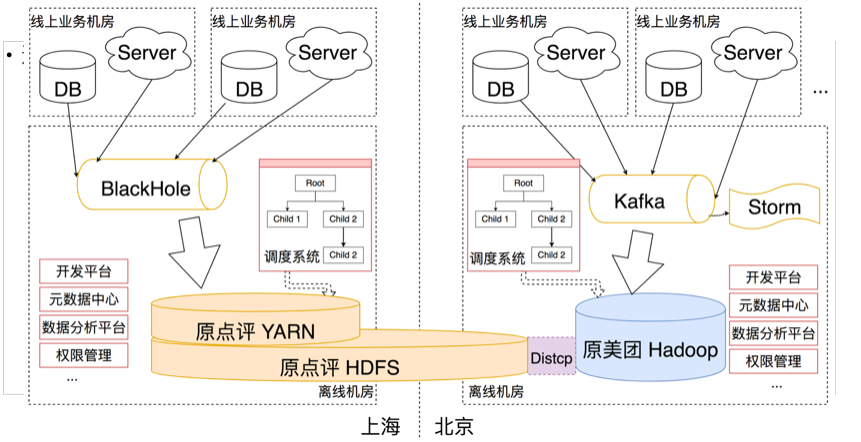 线上业务机房
DB
Server
线上业务机房
DB
Server
线上业务机房
DB
Server
线上业务机房
DB
Server
...
BlackHole
Root
Child 1
Child 2
Child 2
调度系统
开发平台
元数据中心
数据分析平台
权限管理
...
原点评 YARN
原点评 HDFS
离线机房
Root
Child 1
Child 2
Child 2
调度系统
Kafka
Storm
Distcp
原美团 Hadoop
开发平台
元数据中心
数据分析平台
权限管理
...
离线机房
上海
北京